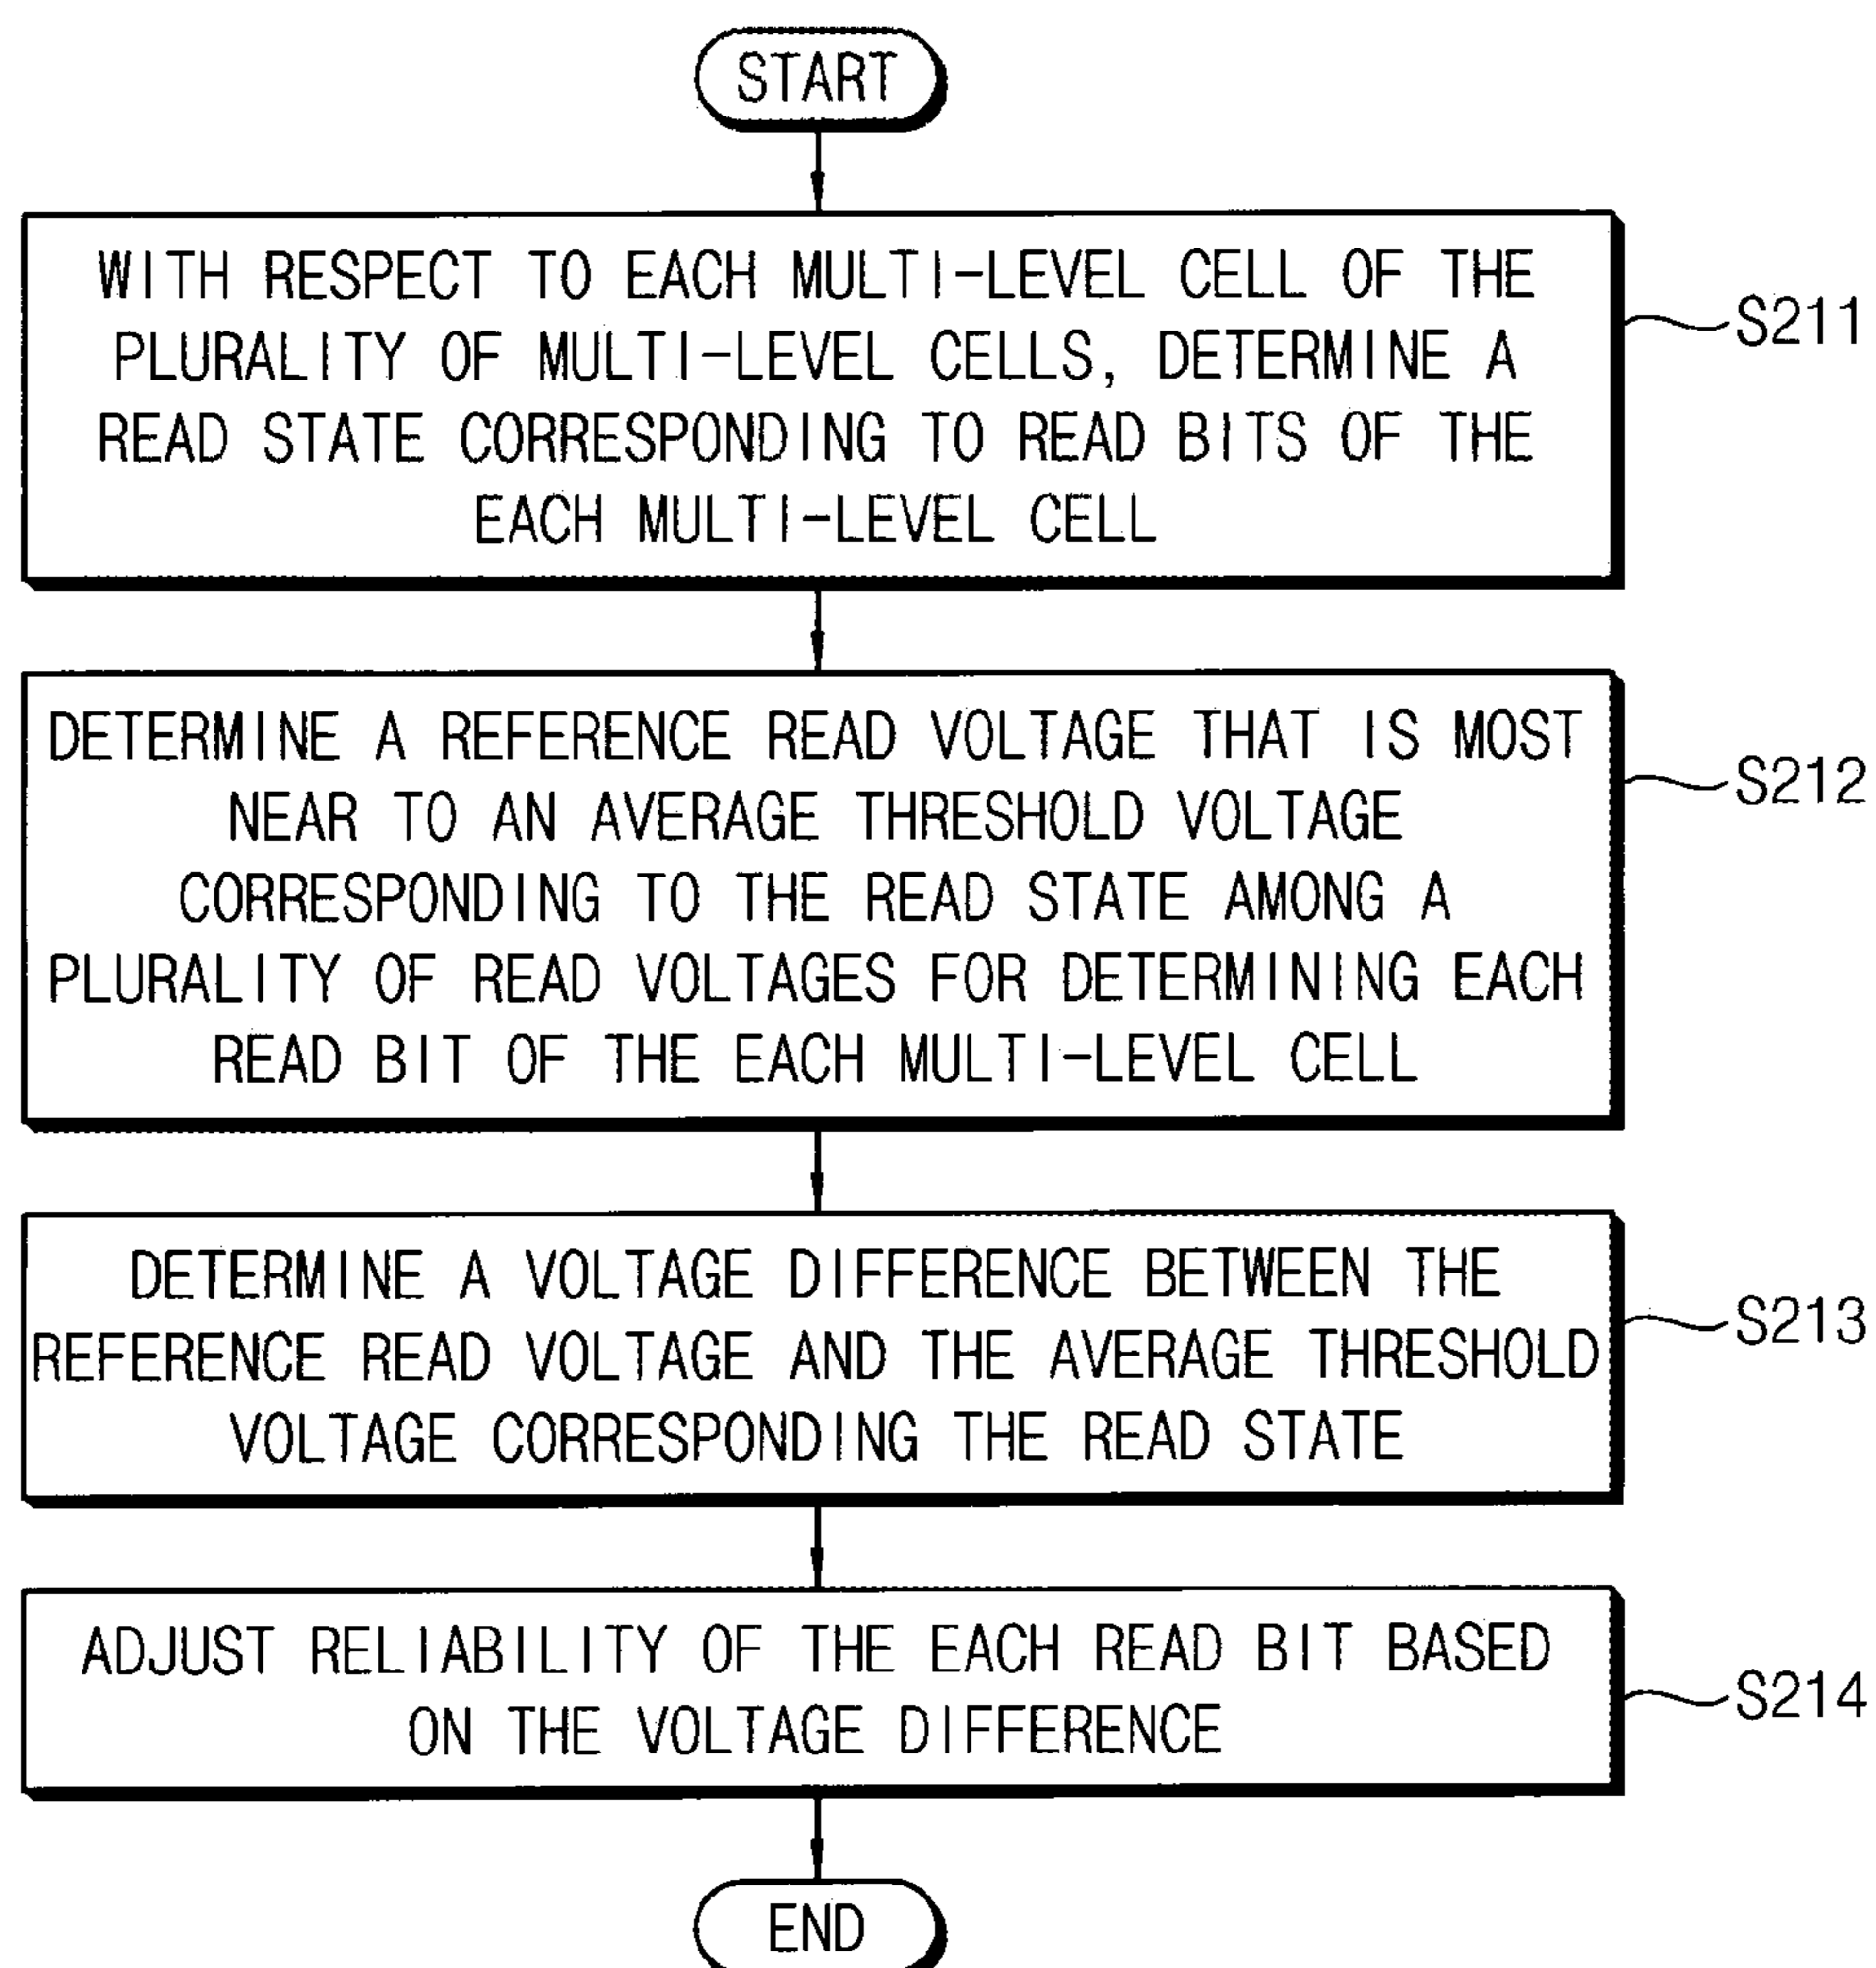 START
WITH RESPECT TO EACH MULTI-LEVEL CELL OF THE
PLURALITY OF MULTI-LEVEL CELLS, DETERMINE A
READ STATE CORRESPONDING TO READ BITS OF THE
EACH MULTI-LEVEL CELL
S211
DETERMINE A REFERENCE READ VOLTAGE THAT IS MOST
NEAR TO AN AVERAGE THRESHOLD VOLTAGE
CORRESPONDING TO THE READ STATE AMONG A
PLURALITY OF READ VOLTAGES FOR DETERMINING EACH
READ BIT OF THE EACH MULTI-LEVEL CELL
S212
DETERMINE A VOLTAGE DIFFERENCE BETWEEN THE
REFERENCE READ VOLTAGE AND THE AVERAGE THRESHOLD
VOLTAGE CORRESPONDING THE READ STATE
S213
ADJUST RELIABILITY OF THE EACH READ BIT BASED
ON THE VOLTAGE DIFFERENCE
S214
END